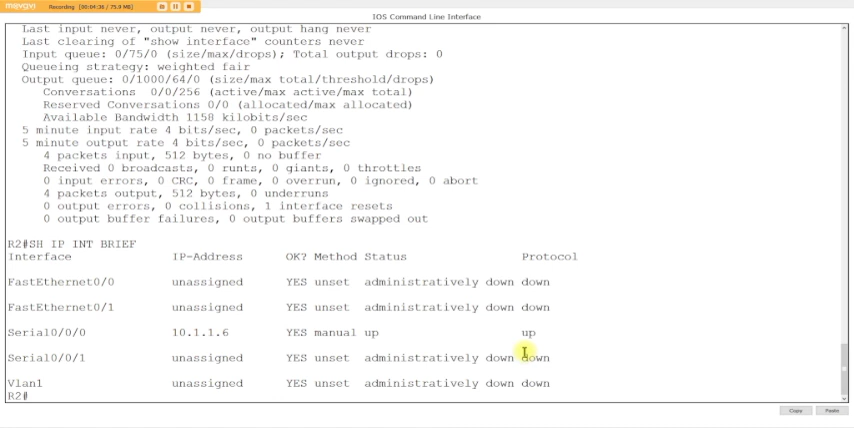 movavi Recording [00:04:36 / 75.9 MB]
IOS Command Line Interface
Last input never, output never, output hang never
Last clearing of "show interface" counters never
Input queue: 0/75/0 (size/max/drops); Total output drops: 0
Queueing strategy: weighted fair
Output queue: 0/1000/64/0 (size/max total/threshold/drops)
Conversations 0/0/256 (active/max active/max total)
Reserved Conversations 0/0 (allocated/max allocated)
Available Bandwidth 1158 kilobits/sec
5 minute input rate 4 bits/sec, 0 packets/sec
5 minute output rate 4 bits/sec, 0 packets/sec
4 packets input, 512 bytes, 0 no buffer
Received 0 broadcasts, 0 runts, 0 giants, 0 throttles
0 input errors, 0 CRC, 0 frame, 0 overrun, 0 ignored, 0 abort
4 packets output, 512 bytes, 0 underruns
0 output errors, 0 collisions, 1 interface resets
0 output buffer failures, 0 output buffers swapped out
R2#SH IP INT BRIEF
Interface IP-Address OK? Method Status Protocol
FastEthernet0/0 unassigned YES unset administratively down down
FastEthernet0/1 unassigned YES unset administratively down down
Serial0/0/0 10.1.1.6 YES manual up up
Serial0/0/1 unassigned YES unset administratively down down
Vlan1 unassigned YES unset administratively down down
R2#
Copy Paste